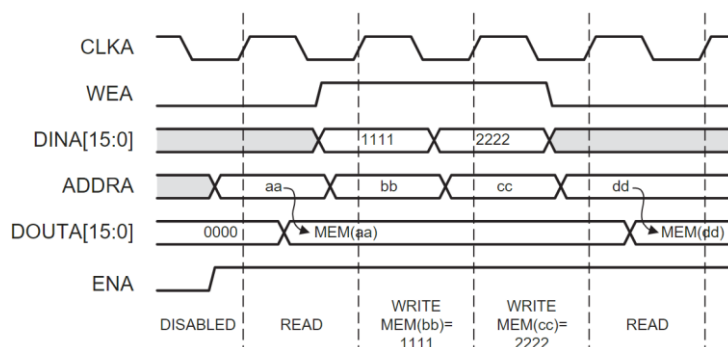 CLKA
WEA
DINA[15:0] 1111 2222
ADDRA aa bb cc dd
DOUTA[15:0] 0000 MEM(aa) MEM(dd)
ENA
DISABLED READ WRITE MEM(bb)= 1111 WRITE MEM(cc)= 2222 READ